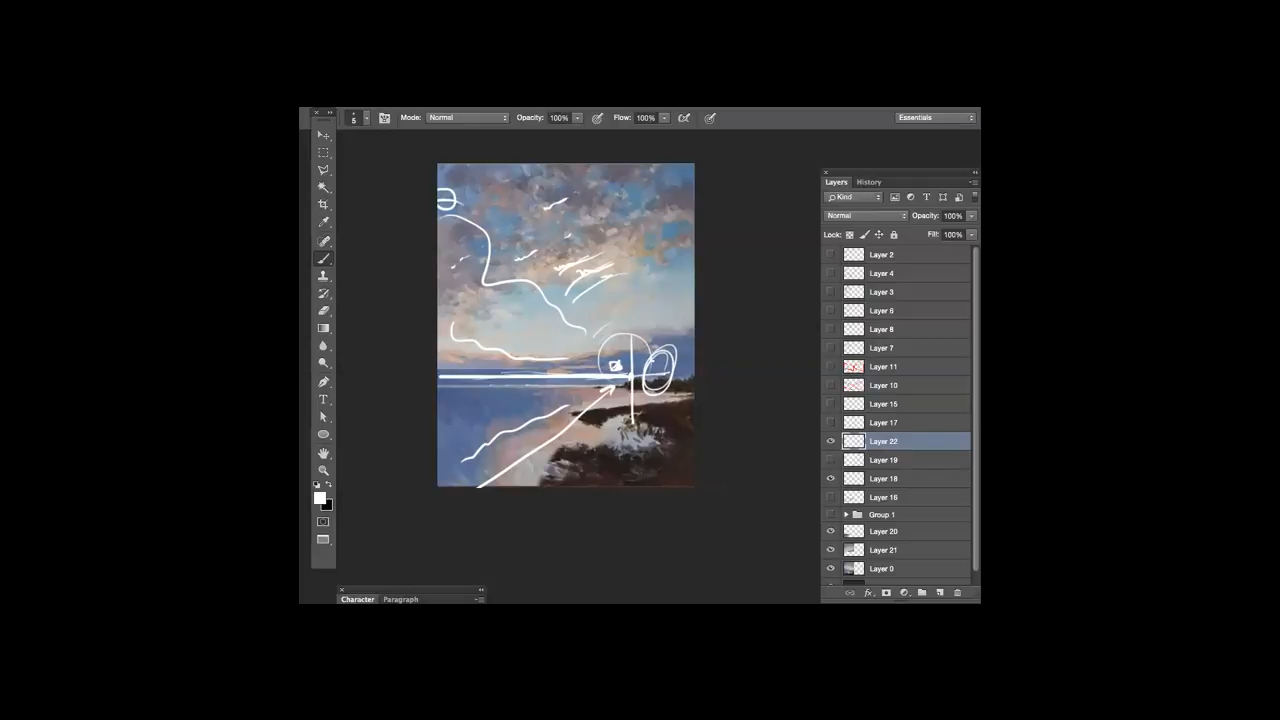 5 Mode: Normal Opacity: 100% Flow: 100% Essentials
Layers History
Kind
Normal Opacity: 100%
Lock: Fill: 100%
Layer 2
Layer 4
Layer 3
Layer 6
Layer 8
Layer 7
Layer 11
Layer 10
Layer 15
Layer 17
Layer 22
Layer 19
Layer 18
Layer 16
Group 1
Layer 20
Layer 21
Layer 0
Character Paragraph